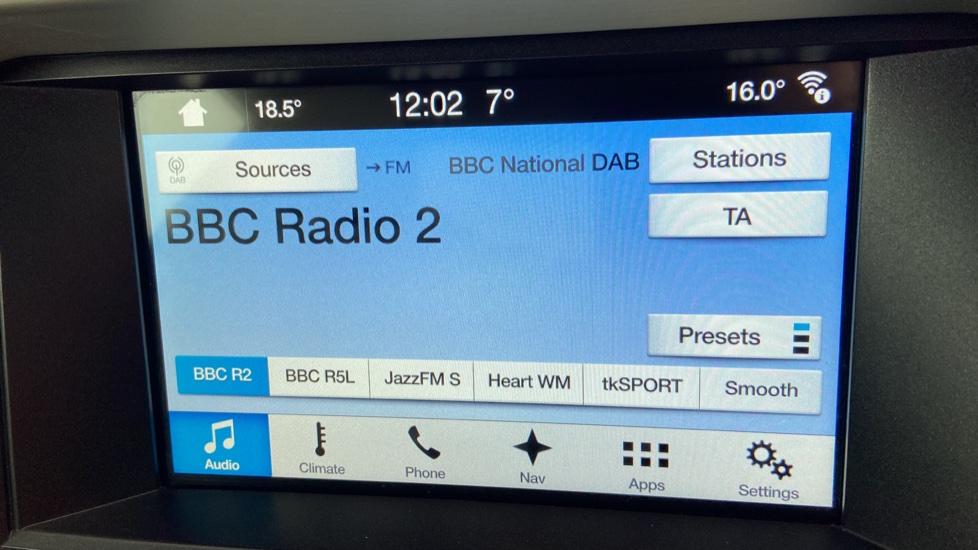 18.5° 12:02 7° 16.0°
DAB Sources → FM BBC National DAB Stations
BBC Radio 2 TA
Presets
BBC R2 BBC R5L JazzFM S Heart WM tkSPORT Smooth
Audio Climate Phone Nav Apps Settings